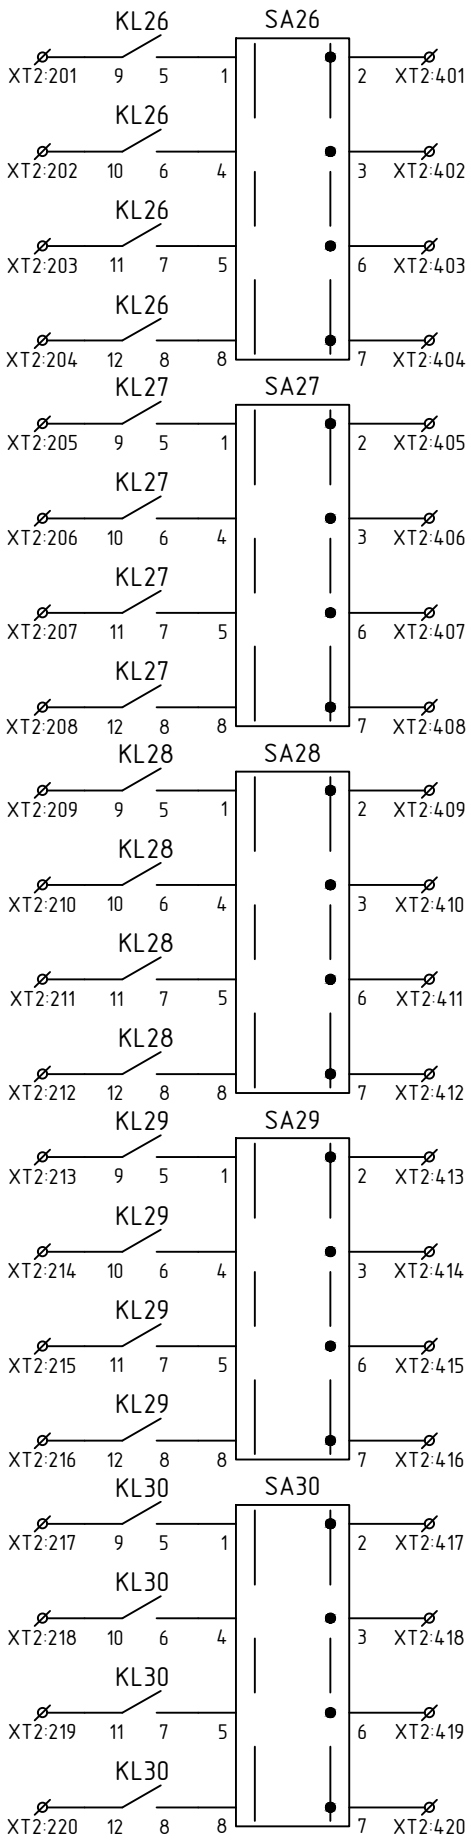 KL26 SA26
XT2:201 9 5 1 2 XT2:401
KL26
XT2:202 10 6 4 3 XT2:402
KL26
XT2:203 11 7 5 6 XT2:403
KL26
XT2:204 12 8 8 7 XT2:404
KL27 SA27
XT2:205 9 5 1 2 XT2:405
KL27
XT2:206 10 6 4 3 XT2:406
KL27
XT2:207 11 7 5 6 XT2:407
KL27
XT2:208 12 8 8 7 XT2:408
KL28 SA28
XT2:209 9 5 1 2 XT2:409
KL28
XT2:210 10 6 4 3 XT2:410
KL28
XT2:211 11 7 5 6 XT2:411
KL28
XT2:212 12 8 8 7 XT2:412
KL29 SA29
XT2:213 9 5 1 2 XT2:413
KL29
XT2:214 10 6 4 3 XT2:414
KL29
XT2:215 11 7 5 6 XT2:415
KL29
XT2:216 12 8 8 7 XT2:416
KL30 SA30
XT2:217 9 5 1 2 XT2:417
KL30
XT2:218 10 6 4 3 XT2:418
KL30
XT2:219 11 7 5 6 XT2:419
KL30
XT2:220 12 8 8 7 XT2:420